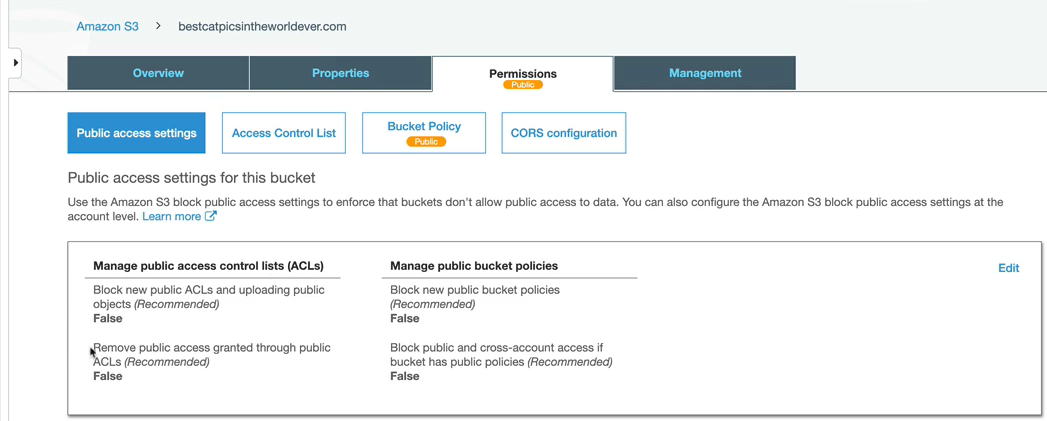 Amazon S3 > bestcatpicsintheworldever.com
Overview
Properties
Permissions
Public
Management
Public access settings
Access Control List
Bucket Policy
Public
CORS configuration
Public access settings for this bucket
Use the Amazon S3 block public access settings to enforce that buckets don't allow public access to data. You can also configure the Amazon S3 block public access settings at the
account level. Learn more
Manage public access control lists (ACLs)
Block new public ACLs and uploading public
objects (Recommended)
False
Remove public access granted through public
ACLs (Recommended)
False
Manage public bucket policies
Block new public bucket policies
(Recommended)
False
Block public and cross-account access if
bucket has public policies (Recommended)
False
Edit